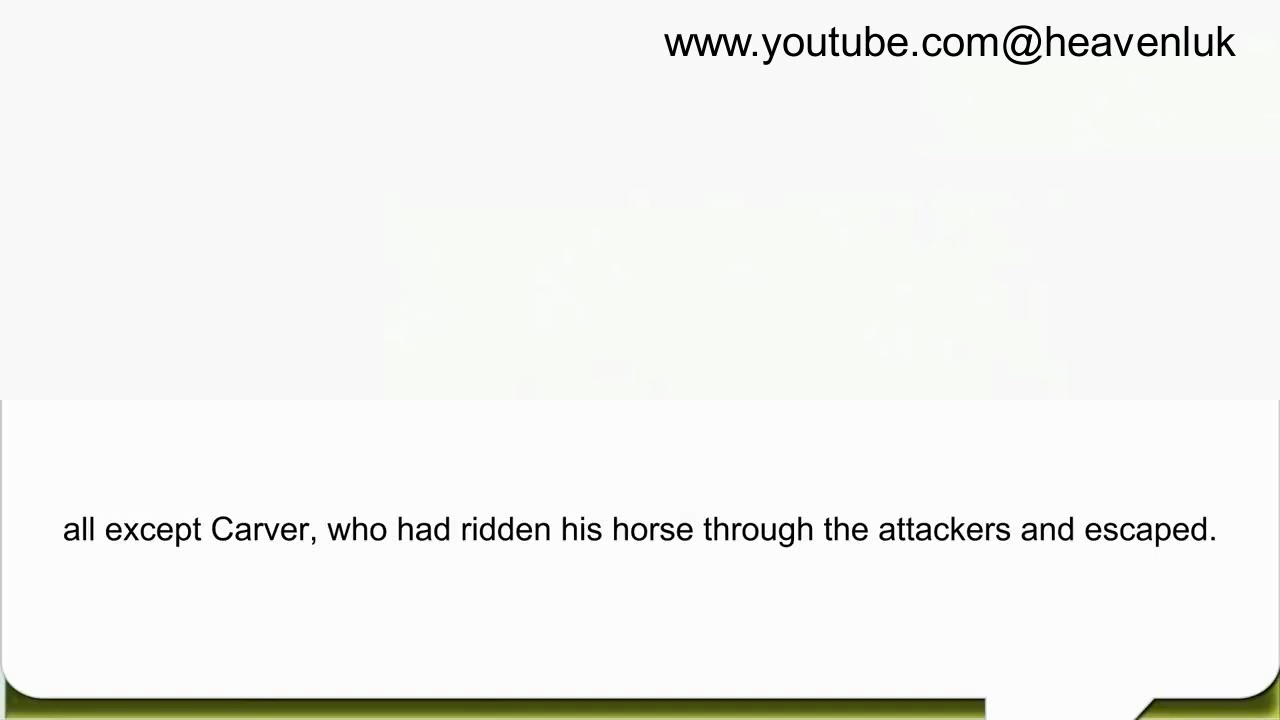 www.youtube.com@heavenluk
all except Carver, who had ridden his horse through the attackers and escaped.